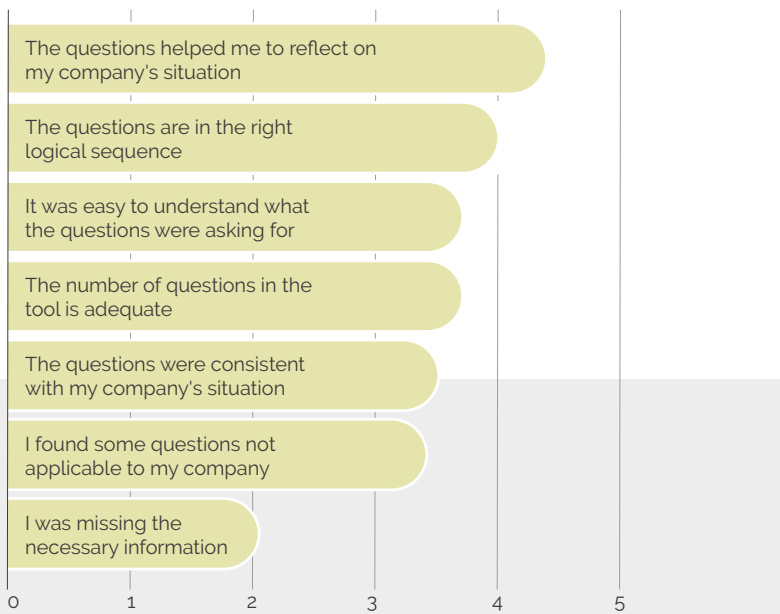 The questions helped me to reflect on
my company's situation
The questions are in the right
logical sequence
It was easy to understand what
the questions were asking for
The number of questions in the
tool is adequate
The questions were consistent
with my company's situation
I found some questions not
applicable to my company
I was missing the
necessary information
0 1 2 3 4 5